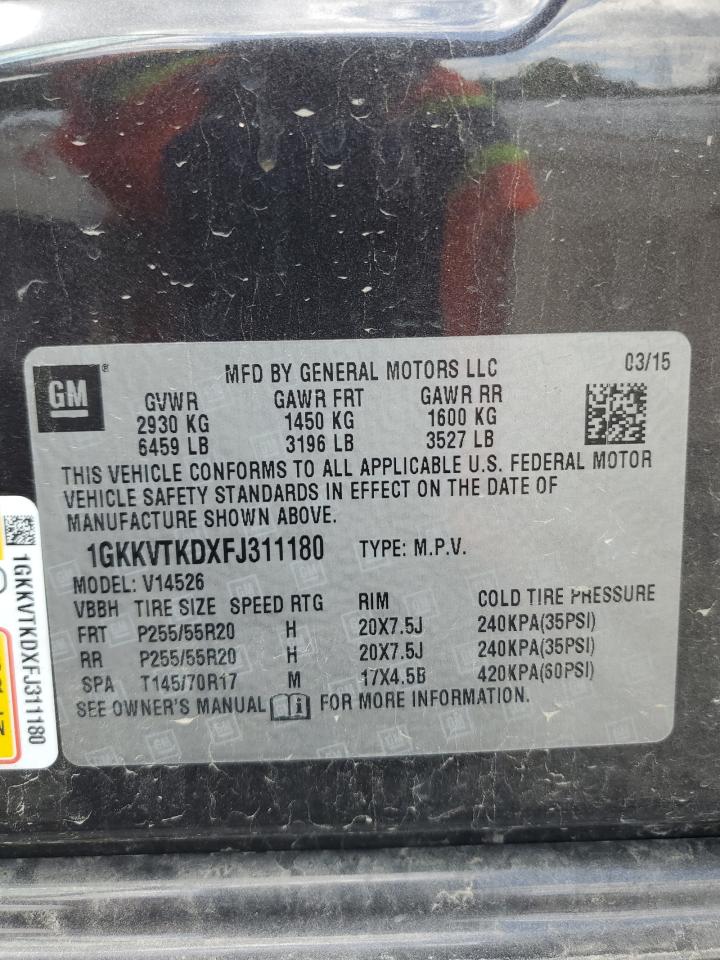 GM ®
MFD BY GENERAL MOTORS LLC 03/15
GVWR GAWR FRT GAWR RR
2930 KG 1450 KG 1600 KG
6459 LB 3196 LB 3527 LB
THIS VEHICLE CONFORMS TO ALL APPLICABLE U.S. FEDERAL MOTOR
VEHICLE SAFETY STANDARDS IN EFFECT ON THE DATE OF
MANUFACTURE SHOWN ABOVE.
1GKKVTKDXFJ311180 TYPE: M.P.V.
MODEL: V14526
VBBH TIRE SIZE SPEED RTG RIM COLD TIRE PRESSURE
FRT P255/55R20 H 20X7.5J 240KPA(35PSI)
RR P255/55R20 H 20X7.5J 240KPA(35PSI)
SPA T145/70R17 M 17X4.5B 420KPA(60PSI)
SEE OWNER'S MANUAL FOR MORE INFORMATION.
1GKKVTKDXFJ311180